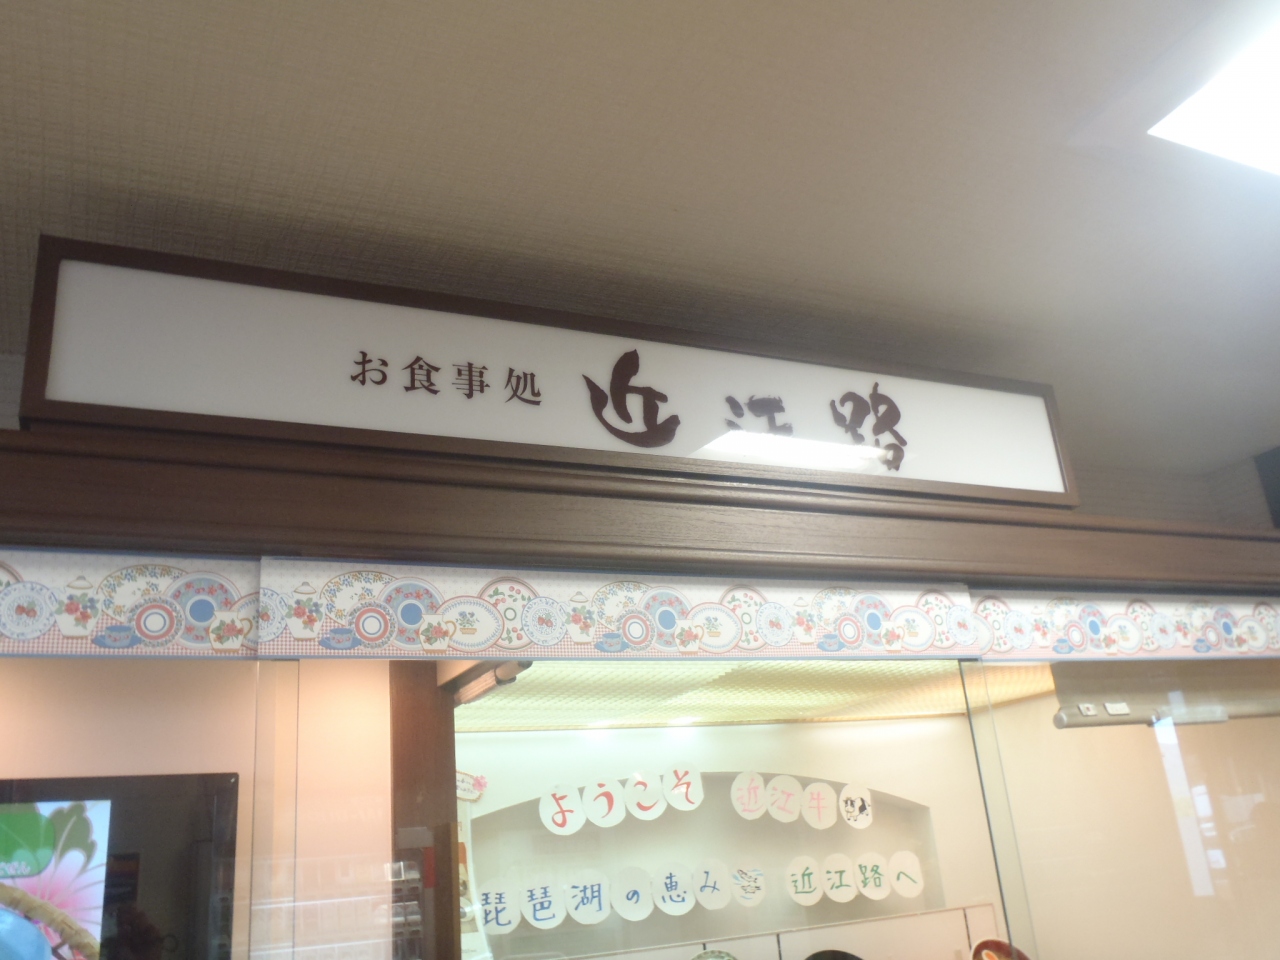 お食事処 近江路
ようこそ 近江牛
琵琶湖の恵み 近江路へ